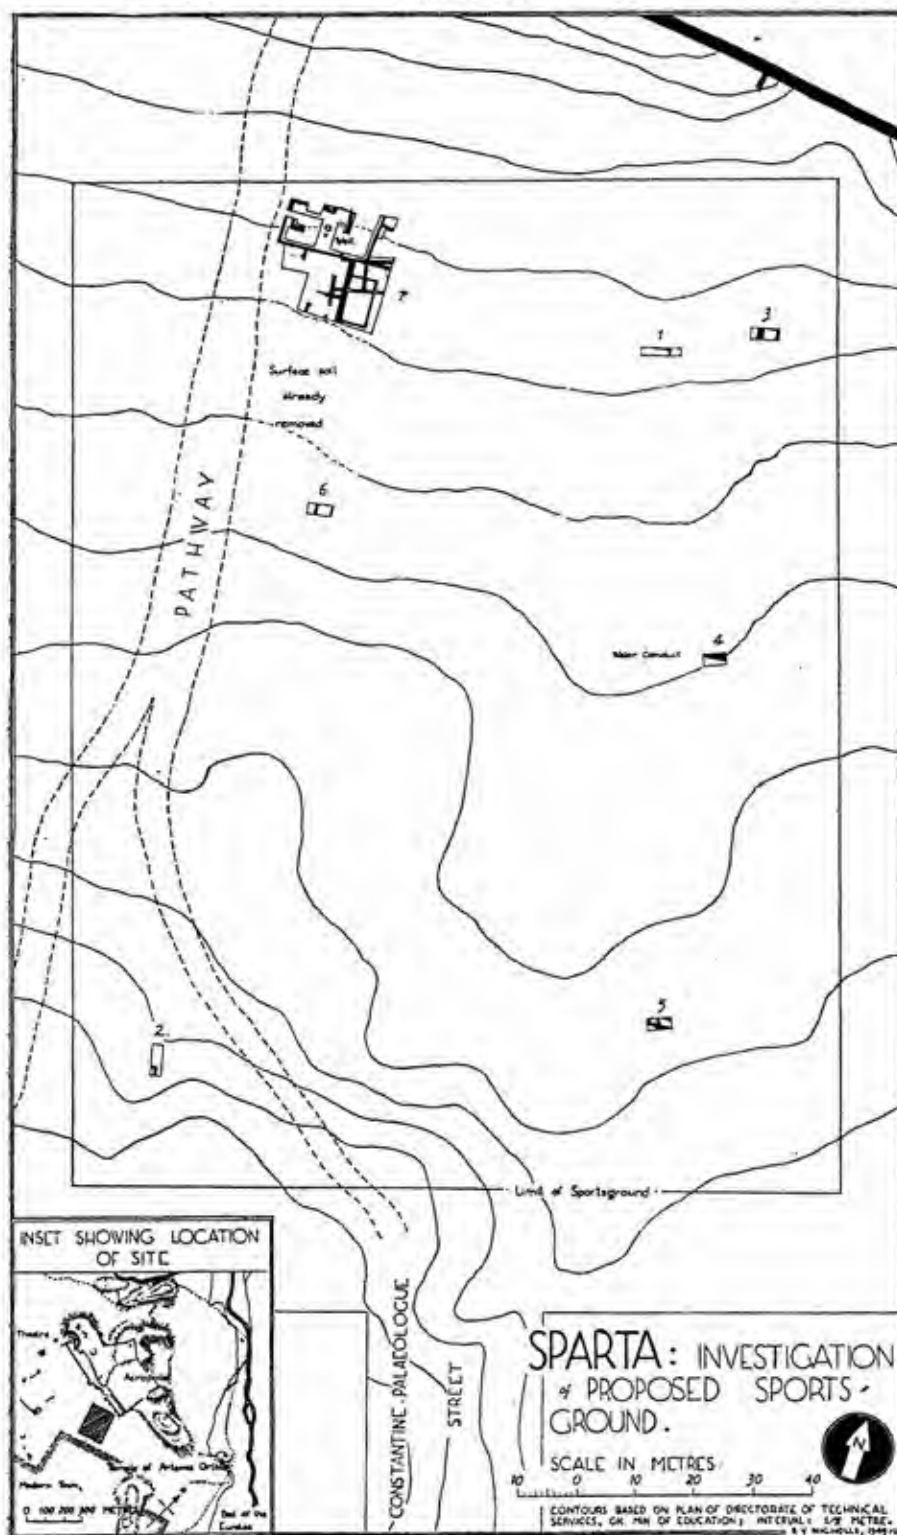 Well
?
1
3
Surface soil
already
removed
6
PATHWAY
4
Water Conduit
5
2
Limit of Sportsground
INSET SHOWING LOCATION
OF SITE
Theatre
Acropolis
of Artemis Orthia
Modern Town
0 100 200 300 METRES
Bed of the
Eurotas
CONSTANTINE PALAEOLOGUE
STREET
SPARTA: INVESTIGATION
of PROPOSED SPORTS-
GROUND.
N
SCALE IN METRES
10 0 10 20 30 40
CONTOURS BASED ON PLAN OF DIRECTORATE OF TECHNICAL
SERVICES, GK. MIN OF EDUCATION; INTERVAL: 1/2 METRE.
R V NICHOLLS,